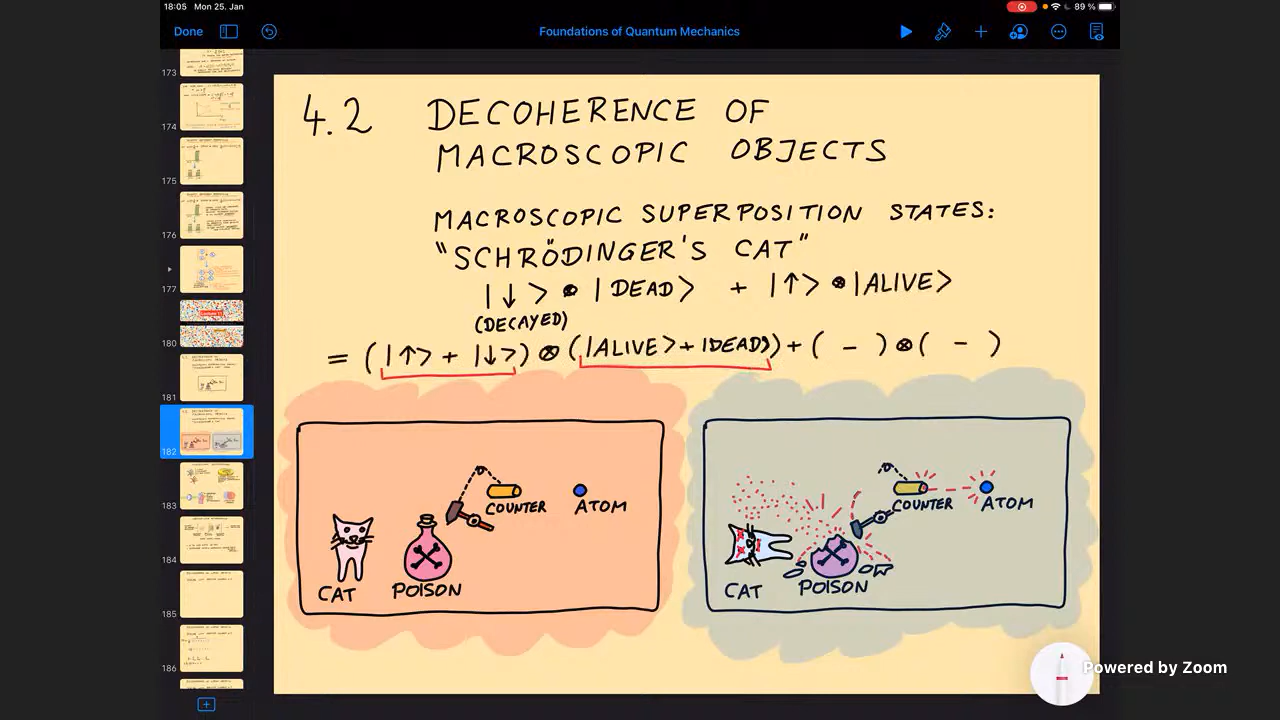 18:05 Mon 25. Jan
89 %
Done
Foundations of Quantum Mechanics
173
174
175
176
177
180
181
182
183
184
185
186
4.2 DECOHERENCE OF
MACROSCOPIC OBJECTS
MACROSCOPIC SUPERPOSITION STATES:
"SCHRÖDINGER'S CAT"
|↓> ⊗ |DEAD> + |↑> ⊗ |ALIVE>
(DECAYED)
= (|↑> + |↓>) ⊗ (|ALIVE> + |DEAD>) + ( - ) ⊗ ( - )
COUNTER
ATOM
CAT
POISON
COUNTER
ATOM
CAT
POISON
Powered by Zoom